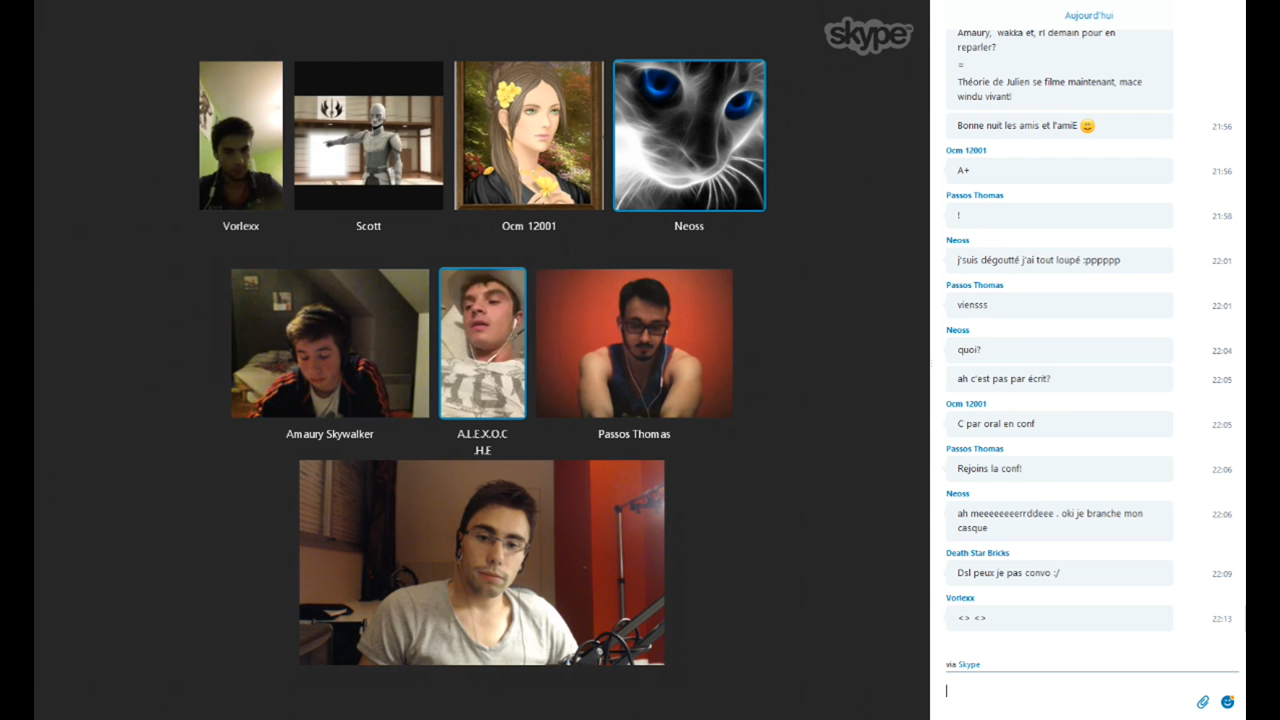 skype
Vorlexx
Scott
Ocm 12001
Neoss
Amaury Skywalker
A.L.E.X.O.C
.H.E
Passos Thomas
Aujourd'hui
Amaury, wakka et, rl demain pour en
reparler?
=
Théorie de Julien se filme maintenant, mace
windu vivant!
Bonne nuit les amis et l'amiE
21:56
Ocm 12001
A+
21:56
Passos Thomas
!
21:58
Neoss
j'suis dégoutté j'ai tout loupé :pppppp
22:01
Passos Thomas
viensss
22:01
Neoss
quoi?
22:04
ah c'est pas par écrit?
22:05
Ocm 12001
C par oral en conf
22:05
Passos Thomas
Rejoins la conf!
22:06
Neoss
ah meeeeeeeerrddeee . oki je branche mon
casque
22:06
Death Star Bricks
Dsl peux je pas convo :/
22:09
Vorlexx
<> <>
22:13
via Skype